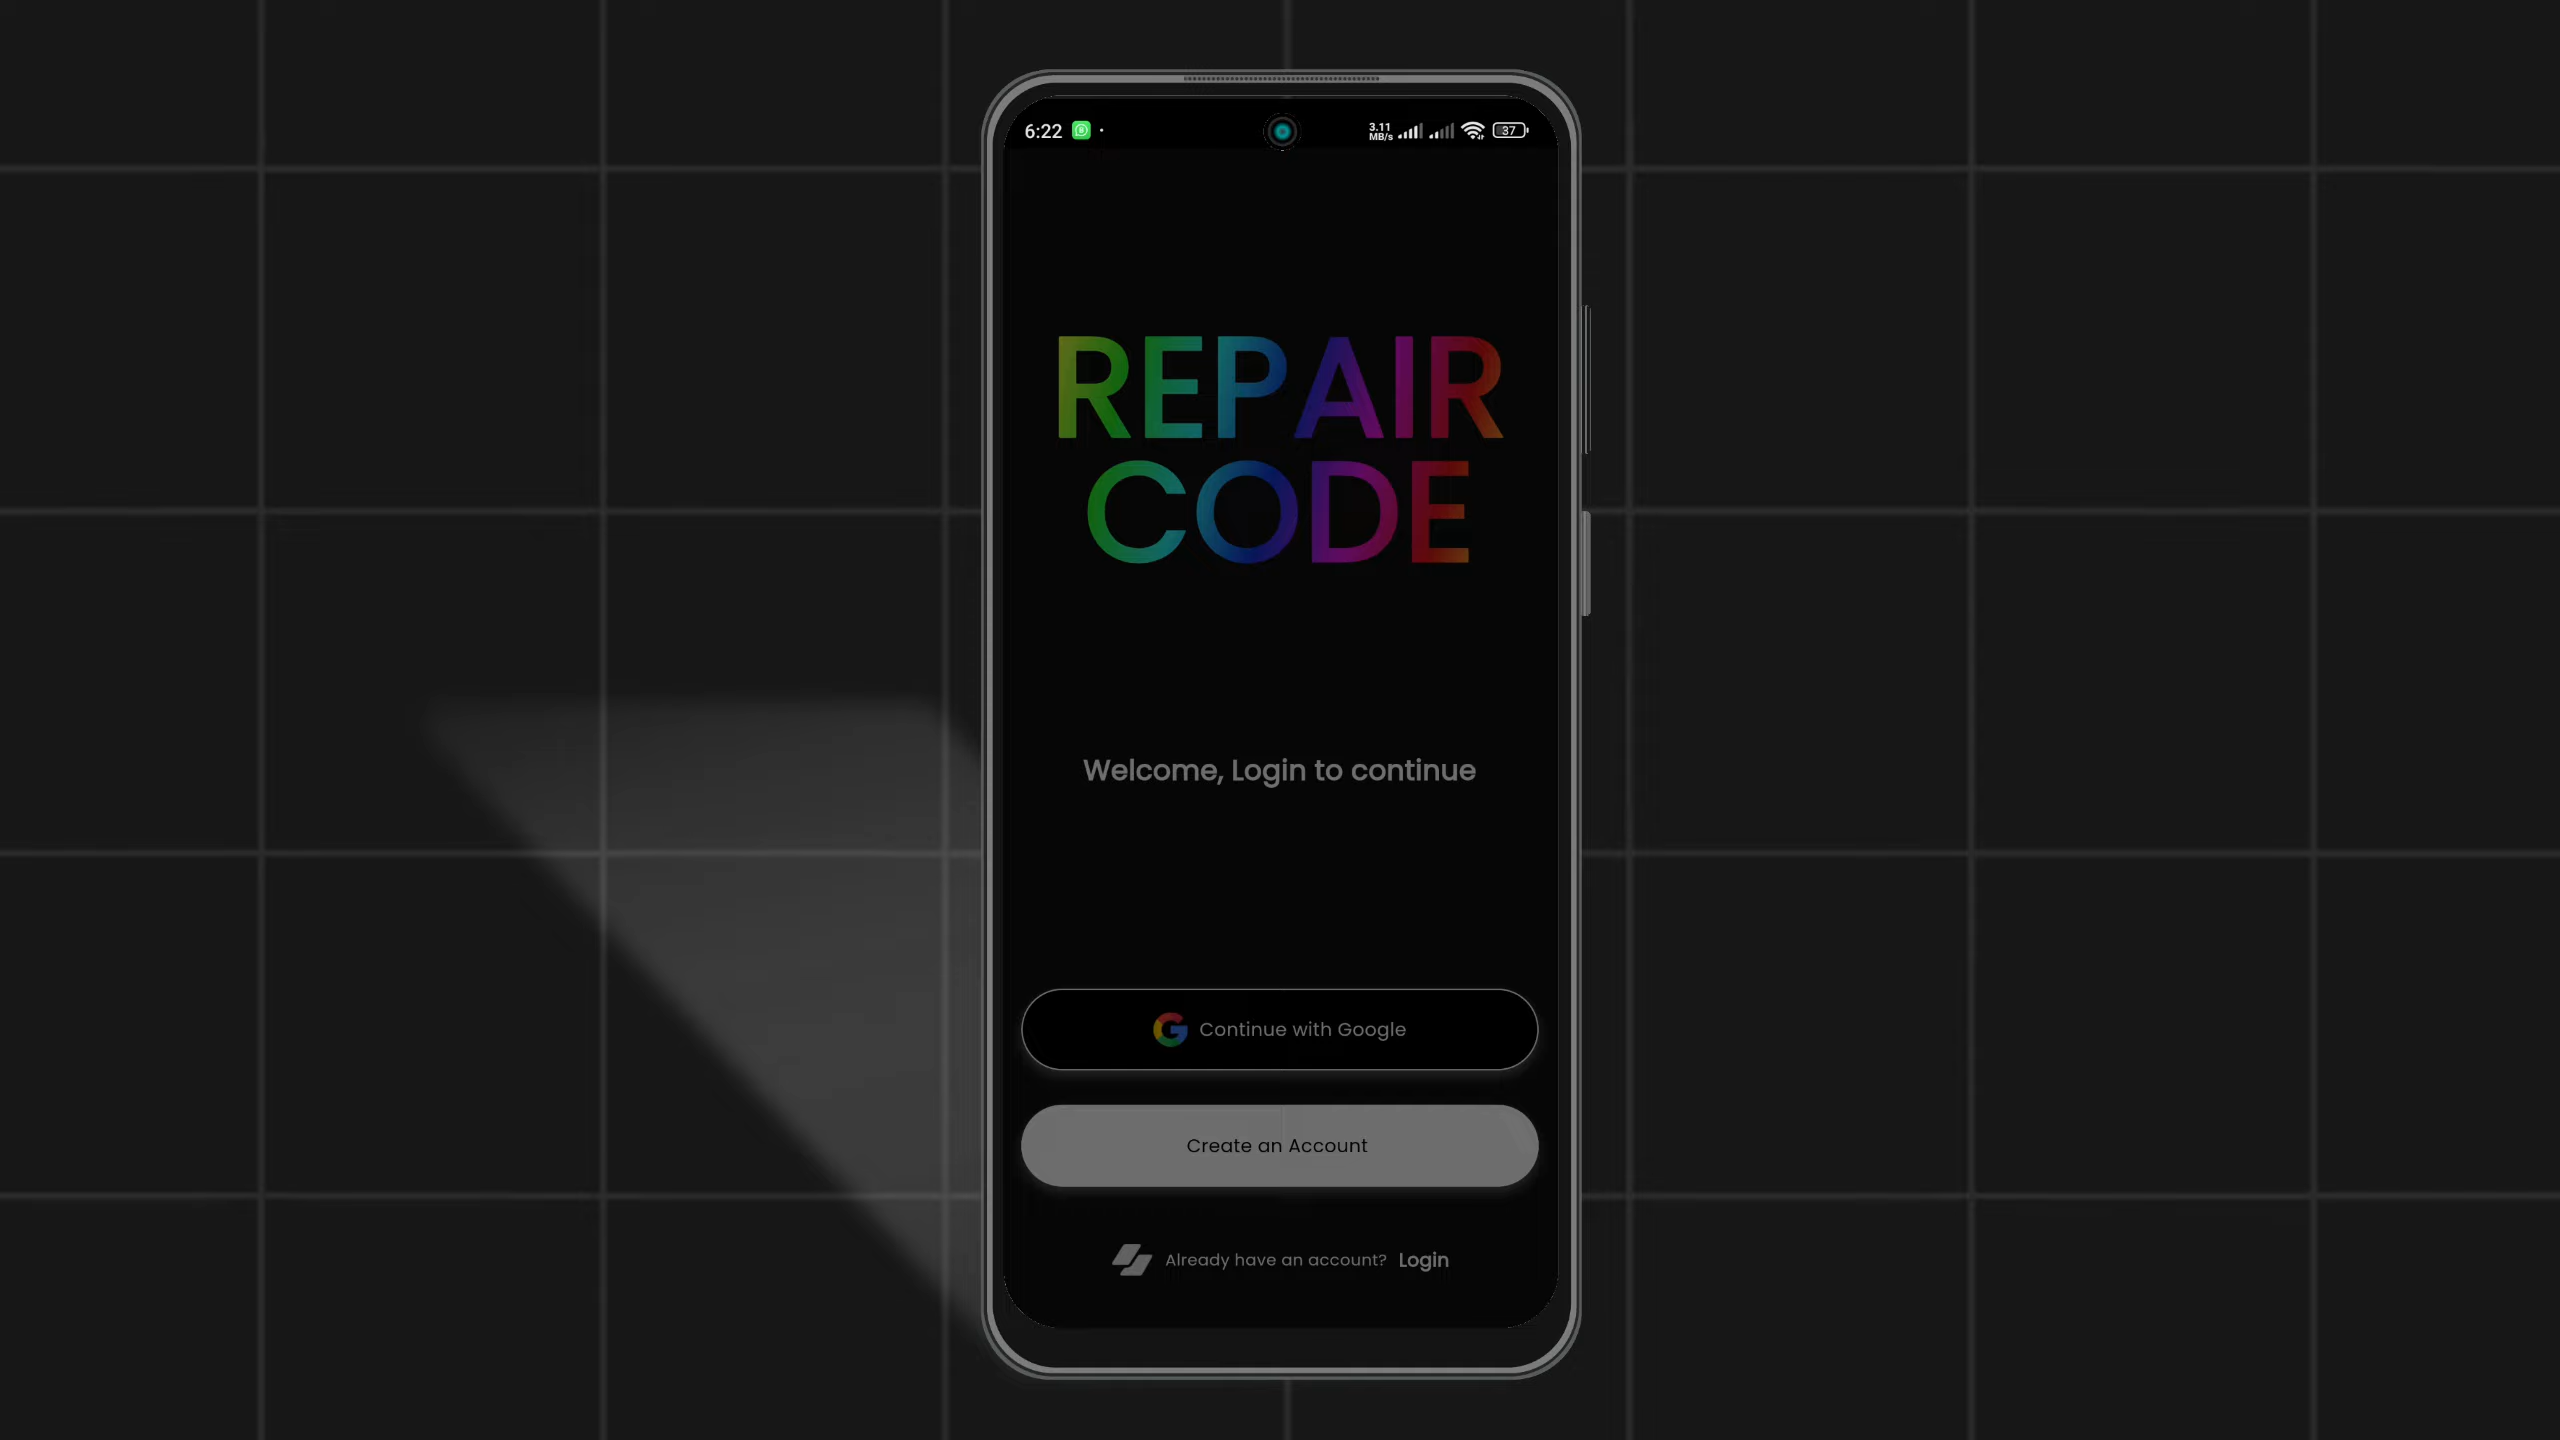 6:22
3.11
MB/s
37
REPAIR
CODE
Welcome, Login to continue
Continue with Google
Create an Account
Already have an account? Login